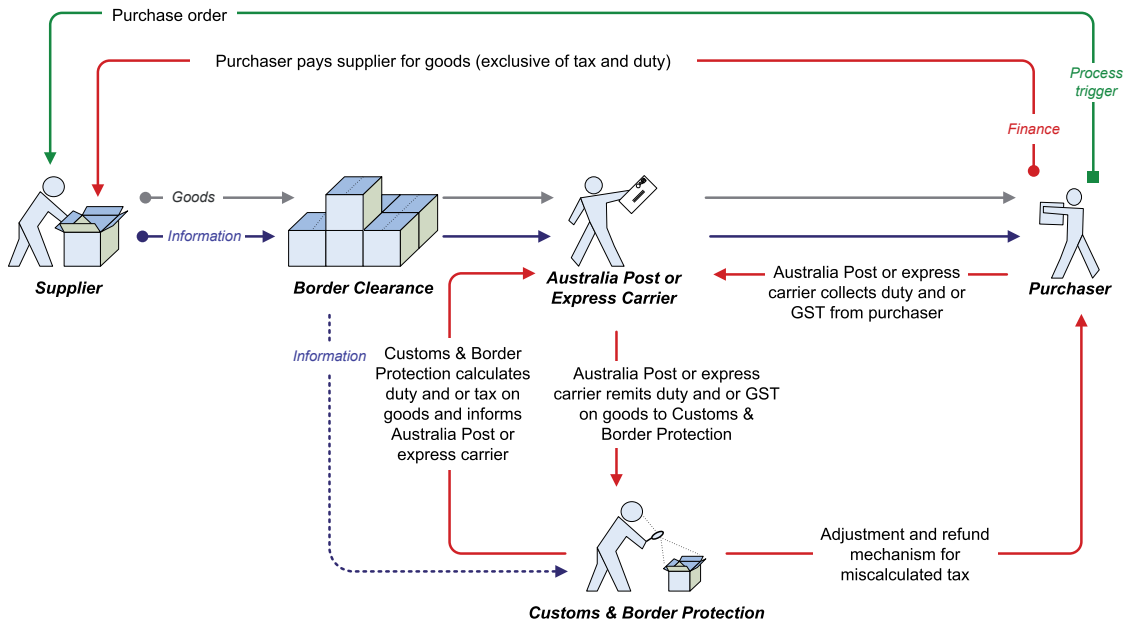 Purchase order
Purchaser pays supplier for goods (exclusive of tax and duty)
Process
trigger
Finance
Goods
Information
Supplier
Border Clearance
Australia Post or
Express Carrier
Australia Post or express
carrier collects duty and or
GST from purchaser
Purchaser
Information
Customs & Border
Protection calculates
duty and or tax on
goods and informs
Australia Post or
express carrier
Australia Post or express
carrier remits duty and or GST
on goods to Customs &
Border Protection
Adjustment and refund
mechanism for
miscalculated tax
Customs & Border Protection